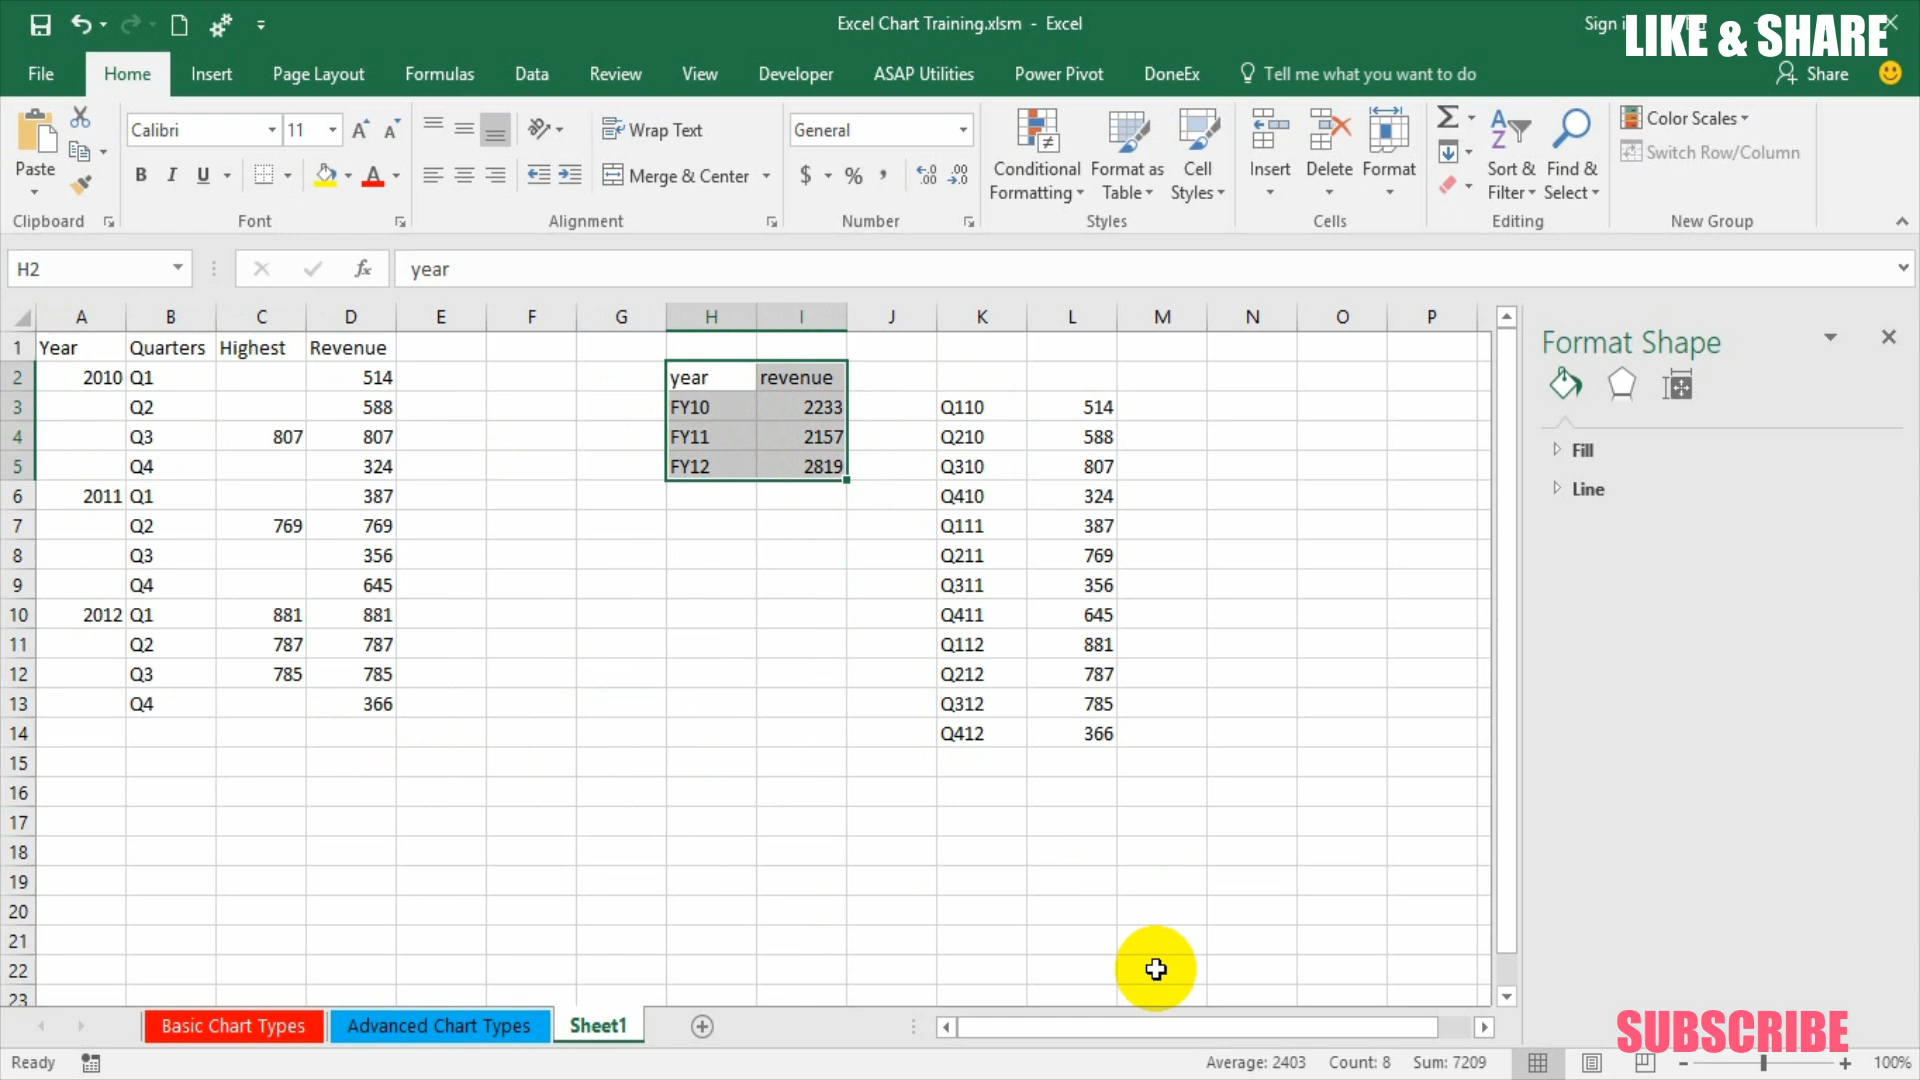 Excel Chart Training.xlsm - Excel
Sign i
LIKE & SHARE
File Home Insert Page Layout Formulas Data Review View Developer ASAP Utilities Power Pivot DoneEx Tell me what you want to do Share
Paste
Calibri 11
B I U
Wrap Text
Merge & Center
General
$ % ,
Conditional Formatting
Format as Table
Cell Styles
Insert Delete Format
Sort & Filter
Find & Select
Color Scales
Switch Row/Column
Clipboard Font Alignment Number Styles Cells Editing New Group
H2 fx year
A B C D E F G H I J K L M N O P
1 Year Quarters Highest Revenue
2 2010 Q1 514 year revenue
3 Q2 588 FY10 2233 Q110 514
4 Q3 807 807 FY11 2157 Q210 588
5 Q4 324 FY12 2819 Q310 807
6 2011 Q1 387 Q410 324
7 Q2 769 769 Q111 387
8 Q3 356 Q211 769
9 Q4 645 Q311 356
10 2012 Q1 881 881 Q411 645
11 Q2 787 787 Q112 881
12 Q3 785 785 Q212 787
13 Q4 366 Q312 785
14 Q412 366
15
16
17
18
19
20
21
22
23
Format Shape
Fill
Line
Basic Chart Types Advanced Chart Types Sheet1
SUBSCRIBE
Ready Average: 2403 Count: 8 Sum: 7209 100%